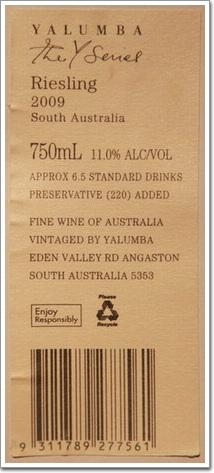 YALUMBA
The Y Series
Riesling
2009
South Australia
750mL 11.0% ALC/VOL
APPROX 6.5 STANDARD DRINKS
PRESERVATIVE (220) ADDED
FINE WINE OF AUSTRALIA
VINTAGED BY YALUMBA
EDEN VALLEY RD ANGASTON
SOUTH AUSTRALIA 5353
Enjoy
Responsibly
Please
Recycle
9 311789 277561